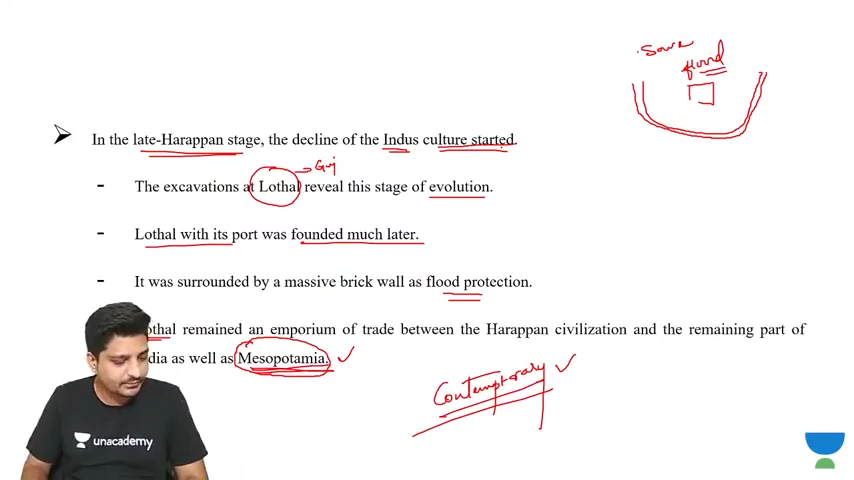 Save
flood
➤ In the late-Harappan stage, the decline of the Indus culture started.
Guj
- The excavations at Lothal reveal this stage of evolution.
- Lothal with its port was founded much later.
- It was surrounded by a massive brick wall as flood protection.
othal remained an emporium of trade between the Harappan civilization and the remaining part of
dia as well as Mesopotamia.
Contemporary
unacademy